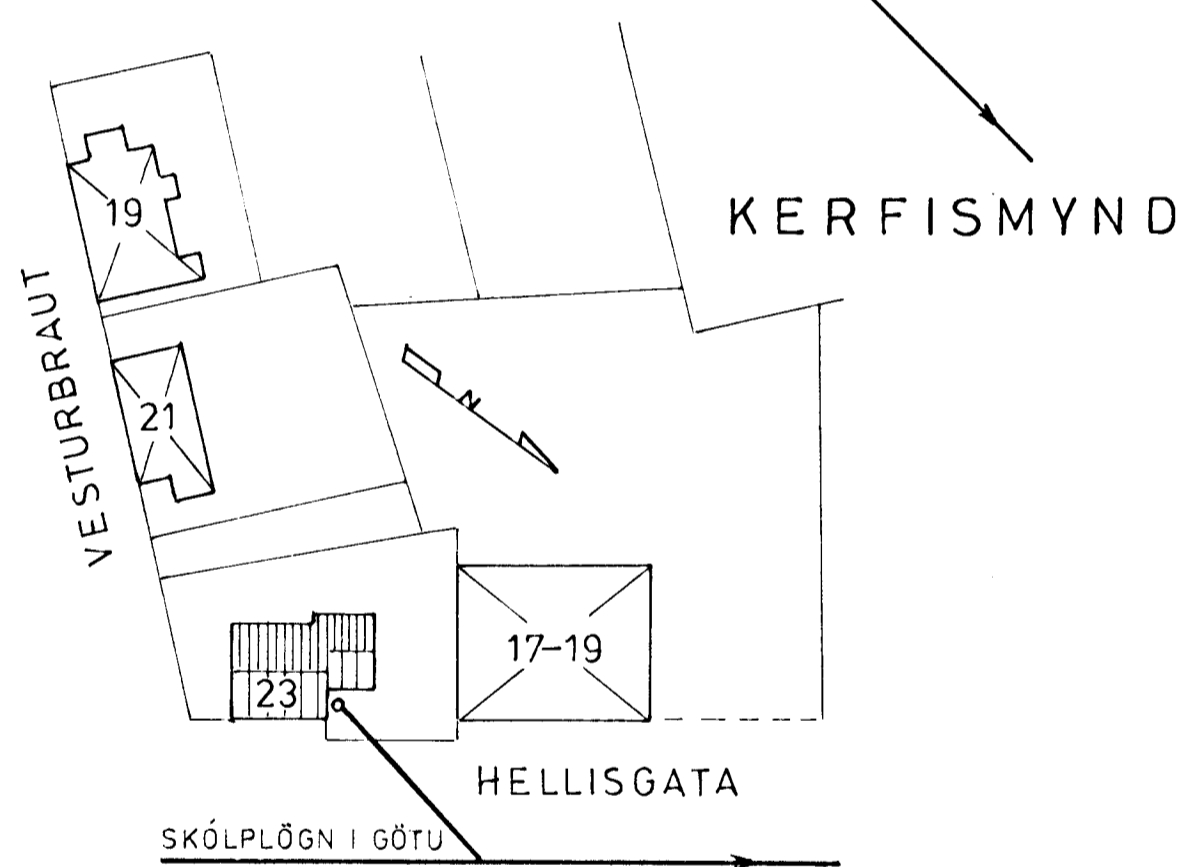 KERFISMYND
19
VESTURBRAUT
21
N
17-19
23
HELLISGATA
SKÓLPLÖGN I GÖTU